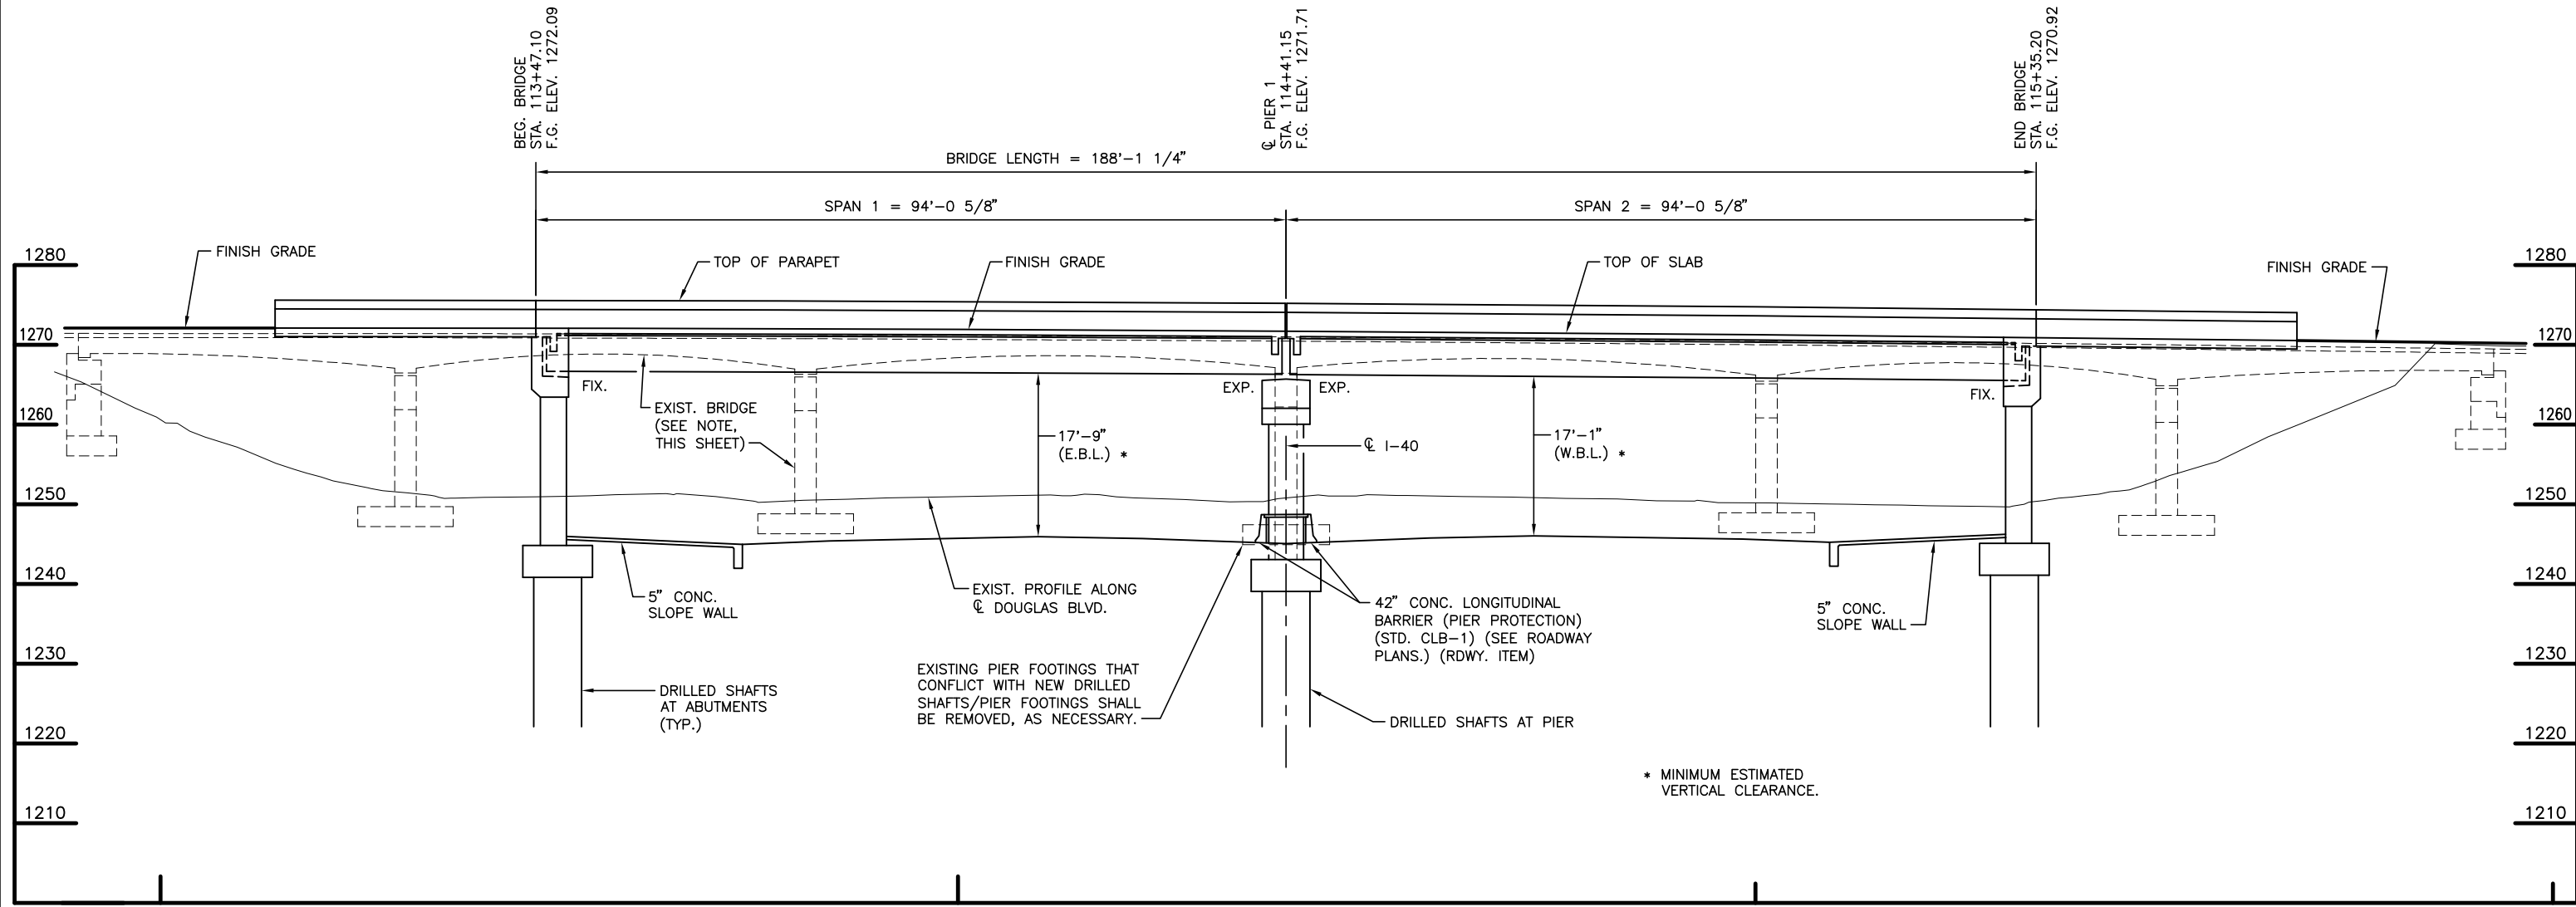 BEG. BRIDGE
STA. 113+47.10
F.G. ELEV. 1272.09
℄ PIER 1
STA. 114+41.15
F.G. ELEV. 1271.71
END BRIDGE
STA. 115+35.20
F.G. ELEV. 1270.92
BRIDGE LENGTH = 188'-1 1/4"
SPAN 1 = 94'-0 5/8"
SPAN 2 = 94'-0 5/8"
FINISH GRADE
TOP OF PARAPET
FINISH GRADE
TOP OF SLAB
FINISH GRADE
1280
1270
1260
1250
1240
1230
1220
1210
1280
1270
1260
1250
1240
1230
1220
1210
FIX.
EXP.
EXP.
FIX.
EXIST. BRIDGE
(SEE NOTE,
THIS SHEET)
17'-9"
(E.B.L.) *
℄ I-40
17'-1"
(W.B.L.) *
5" CONC.
SLOPE WALL
EXIST. PROFILE ALONG
℄ DOUGLAS BLVD.
42" CONC. LONGITUDINAL
BARRIER (PIER PROTECTION)
(STD. CLB-1) (SEE ROADWAY
PLANS.) (RDWY. ITEM)
5" CONC.
SLOPE WALL
DRILLED SHAFTS
AT ABUTMENTS
(TYP.)
EXISTING PIER FOOTINGS THAT
CONFLICT WITH NEW DRILLED
SHAFTS/PIER FOOTINGS SHALL
BE REMOVED, AS NECESSARY.
DRILLED SHAFTS AT PIER
* MINIMUM ESTIMATED
VERTICAL CLEARANCE.